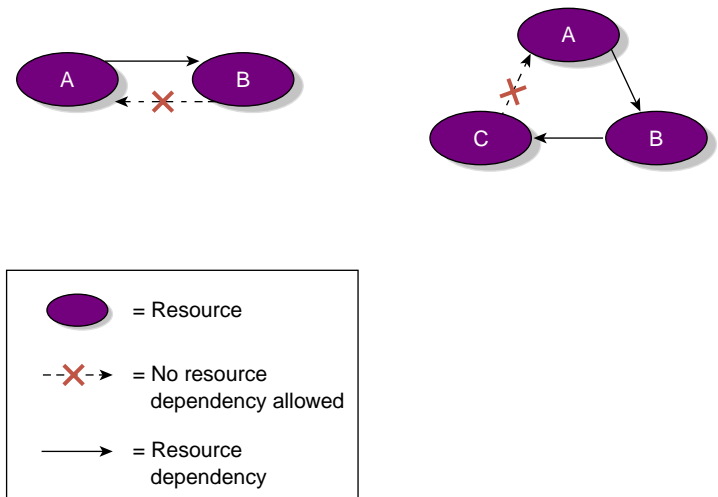 A
B
A
C
B
= Resource
= No resource
dependency allowed
= Resource
dependency